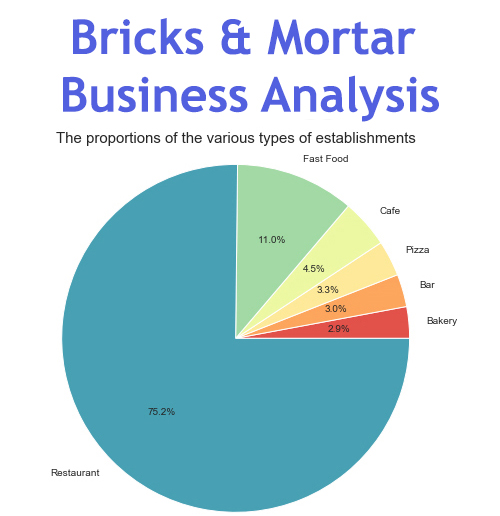 Bricks & Mortar
Business Analysis
The proportions of the various types of establishments
Fast Food
Cafe
11.0%
Pizza
4.5%
Bar
3.3%
3.0%
Bakery
2.9%
75.2%
Restaurant